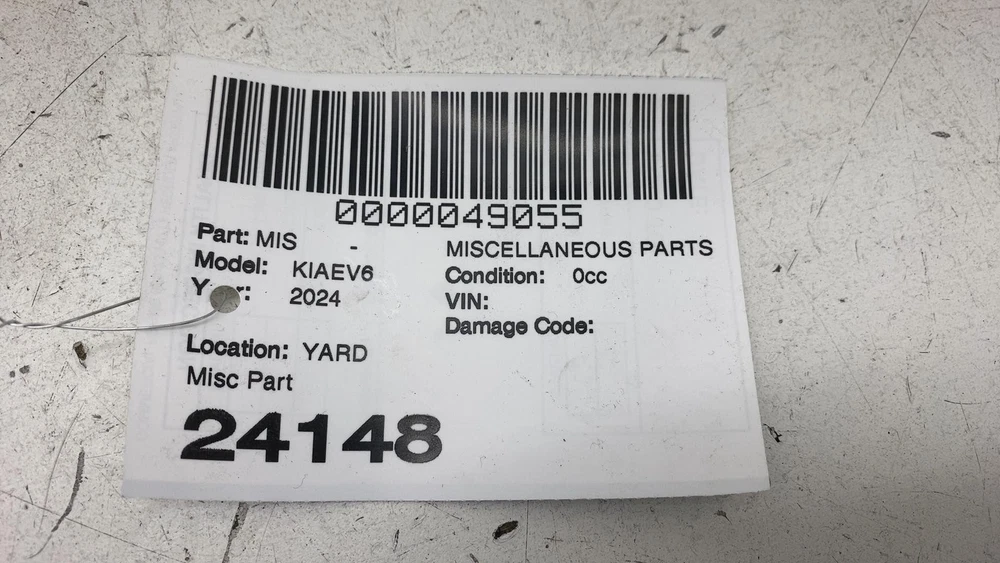 0000049055
Part: MIS - MISCELLANEOUS PARTS
Model: KIAEV6 Condition: 0cc
2024 VIN:
Damage Code:
Location: YARD
Misc Part
24148